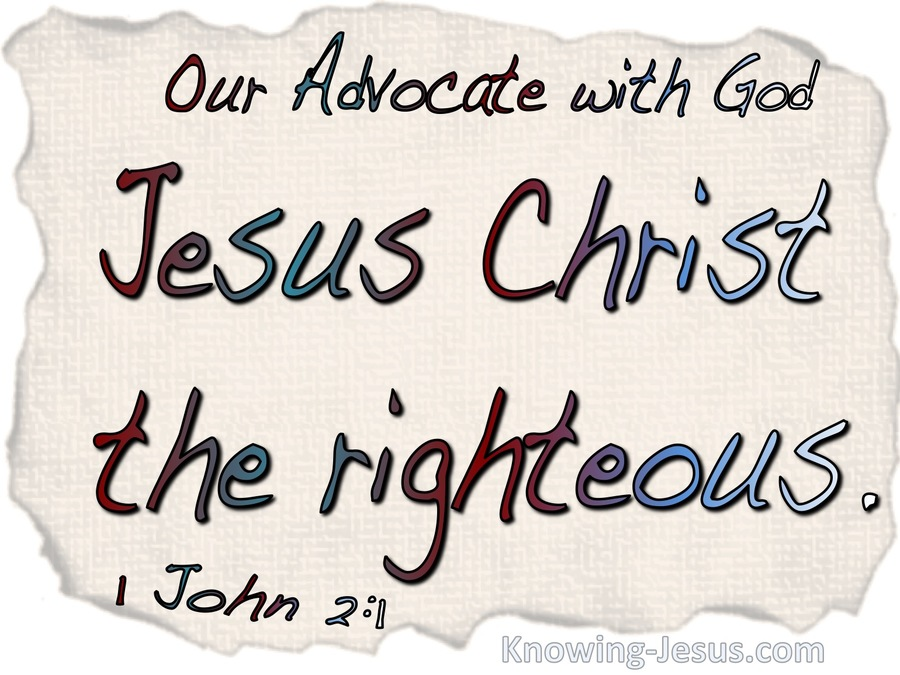 Our Advocate with God
Jesus Christ
the righteous.
1 John 2:1
Knowing-Jesus.com